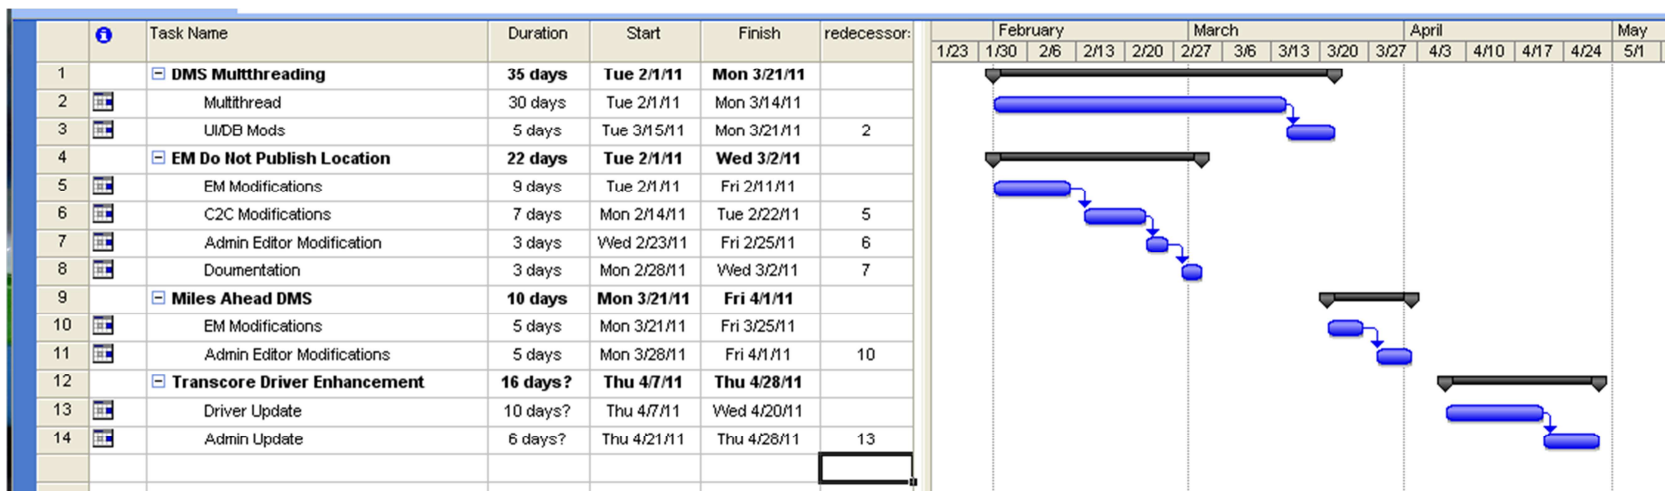 Task Name Duration Start Finish redecessor: February March April May
1/23 1/30 2/6 2/13 2/20 2/27 3/6 3/13 3/20 3/27 4/3 4/10 4/17 4/24 5/1
1 DMS Multthreading 35 days Tue 2/1/11 Mon 3/21/11
2 Multithread 30 days Tue 2/1/11 Mon 3/14/11
3 UI/DB Mods 5 days Tue 3/15/11 Mon 3/21/11 2
4 EM Do Not Publish Location 22 days Tue 2/1/11 Wed 3/2/11
5 EM Modifications 9 days Tue 2/1/11 Fri 2/11/11
6 C2C Modifications 7 days Mon 2/14/11 Tue 2/22/11 5
7 Admin Editor Modification 3 days Wed 2/23/11 Fri 2/25/11 6
8 Doumentation 3 days Mon 2/28/11 Wed 3/2/11 7
9 Miles Ahead DMS 10 days Mon 3/21/11 Fri 4/1/11
10 EM Modifications 5 days Mon 3/21/11 Fri 3/25/11
11 Admin Editor Modifications 5 days Mon 3/28/11 Fri 4/1/11 10
12 Transcore Driver Enhancement 16 days? Thu 4/7/11 Thu 4/28/11
13 Driver Update 10 days? Thu 4/7/11 Wed 4/20/11
14 Admin Update 6 days? Thu 4/21/11 Thu 4/28/11 13